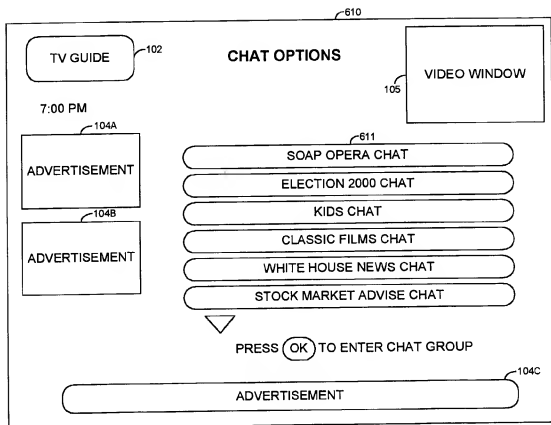 610
TV GUIDE
102
CHAT OPTIONS
105
VIDEO WINDOW
7:00 PM
104A
ADVERTISEMENT
104B
ADVERTISEMENT
611
SOAP OPERA CHAT
ELECTION 2000 CHAT
KIDS CHAT
CLASSIC FILMS CHAT
WHITE HOUSE NEWS CHAT
STOCK MARKET ADVISE CHAT
PRESS OK TO ENTER CHAT GROUP
104C
ADVERTISEMENT